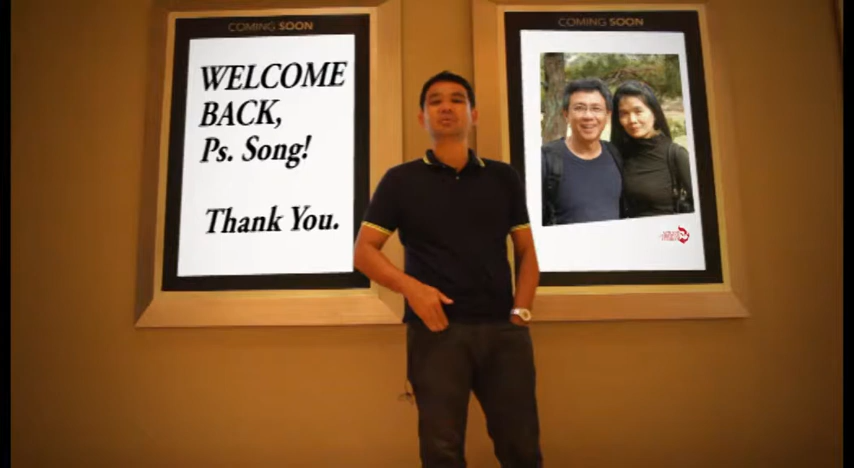 COMING SOON
WELCOME
BACK,
Ps. Song!
Thank You.
COMING SOON